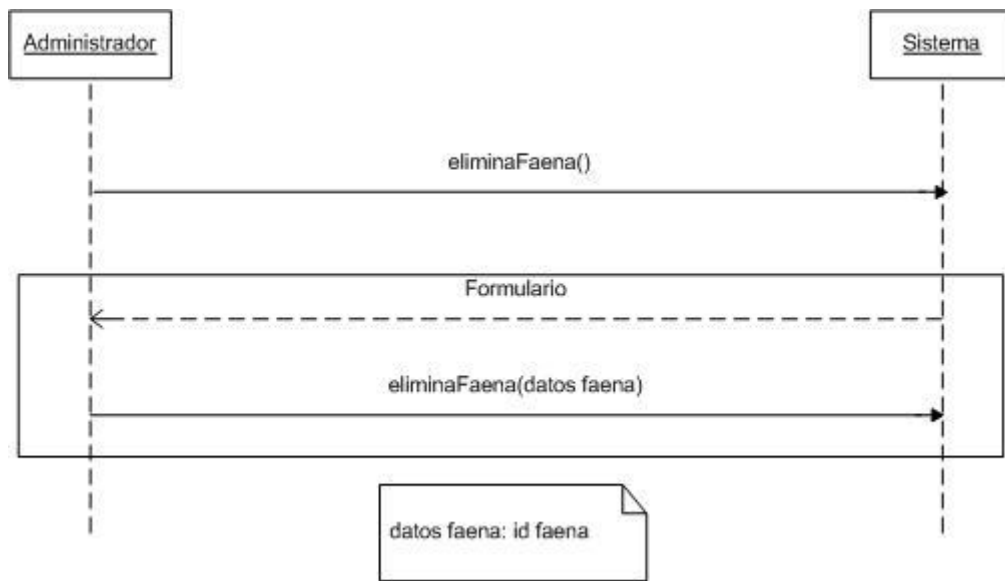 Administrador
Sistema
eliminaFaena()
Formulario
eliminaFaena(datos faena)
datos faena: id faena